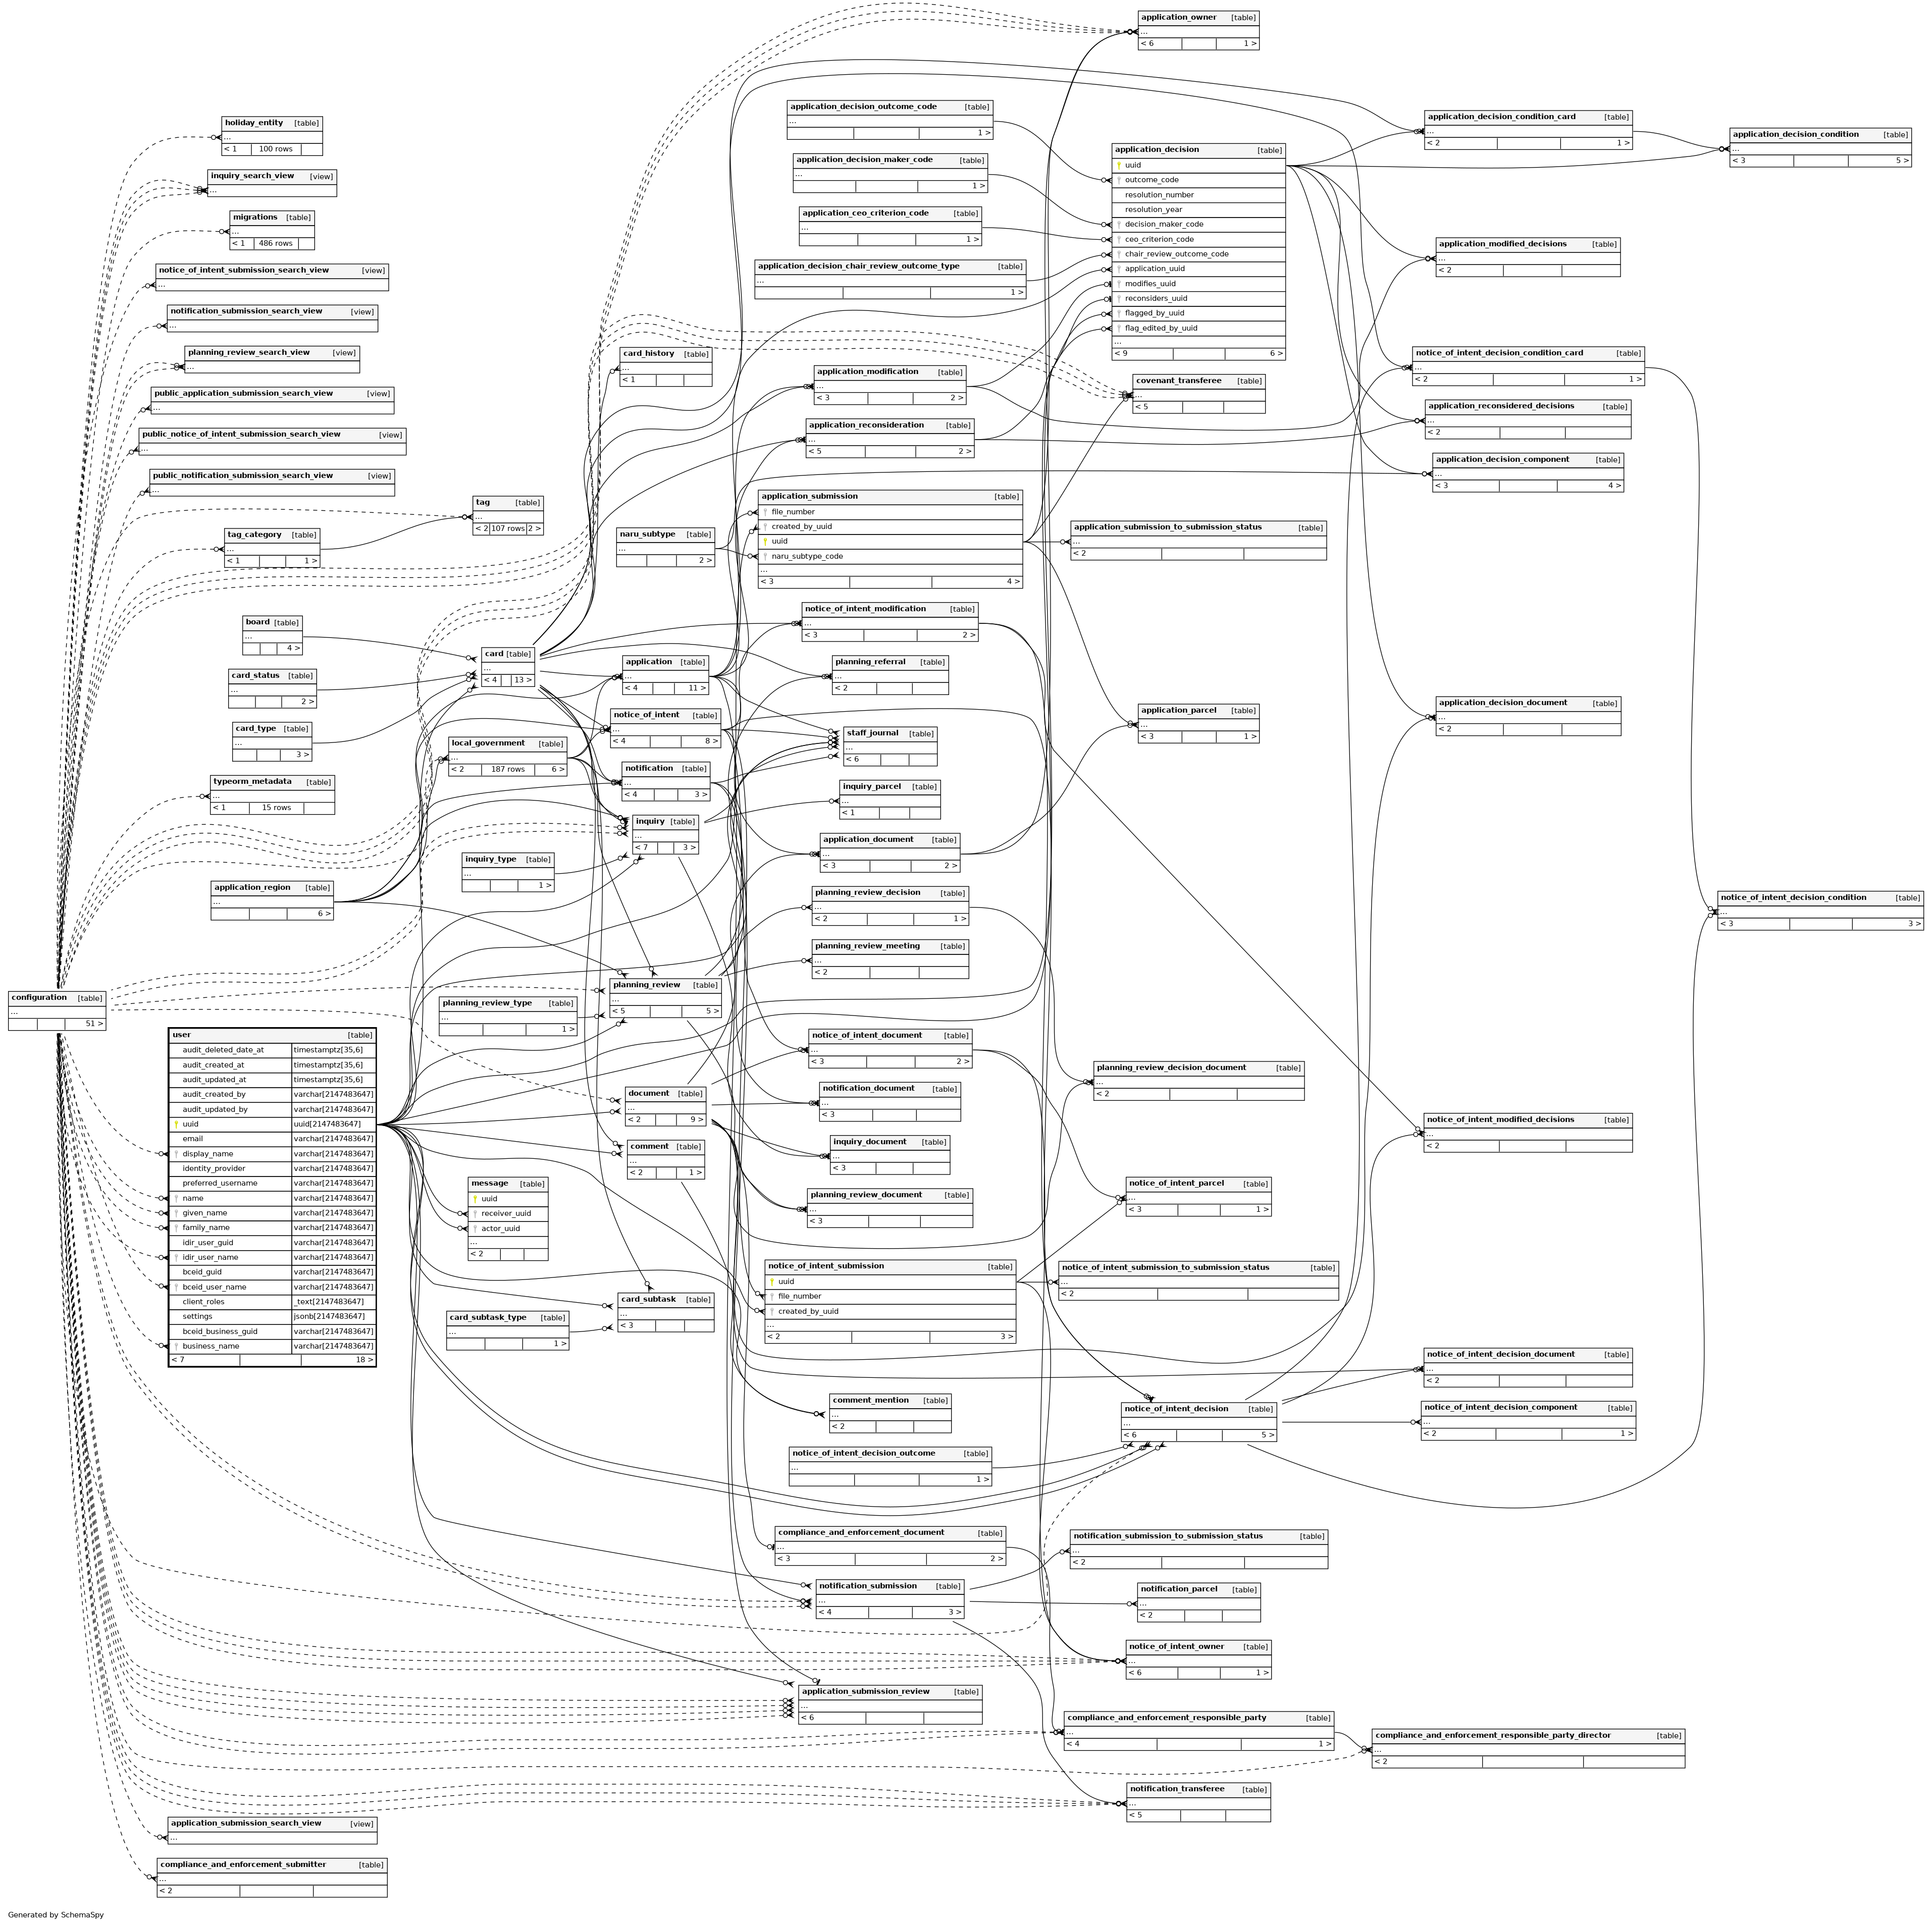 application_owner [table]
...
< 6 1 >
application_decision_outcome_code [table]
...
1 >
application_decision_condition_card [table]
...
< 2 1 >
holiday_entity [table]
...
< 1 100 rows
application_decision_condition [table]
...
< 3 5 >
application_decision [table]
uuid
outcome_code
resolution_number
resolution_year
decision_maker_code
ceo_criterion_code
chair_review_outcome_code
application_uuid
modifies_uuid
reconsiders_uuid
flagged_by_uuid
flag_edited_by_uuid
...
< 9 6 >
application_decision_maker_code [table]
...
1 >
inquiry_search_view [view]
...
application_ceo_criterion_code [table]
...
1 >
migrations [table]
...
< 1 486 rows
application_modified_decisions [table]
...
< 2
application_decision_chair_review_outcome_type [table]
...
1 >
notice_of_intent_submission_search_view [view]
...
notification_submission_search_view [view]
...
planning_review_search_view [view]
...
card_history [table]
...
< 1
notice_of_intent_decision_condition_card [table]
...
< 2 1 >
application_modification [table]
...
< 3 2 >
covenant_transferee [table]
...
< 5
public_application_submission_search_view [view]
...
application_reconsidered_decisions [table]
...
< 2
application_reconsideration [table]
...
< 5 2 >
public_notice_of_intent_submission_search_view [view]
...
application_decision_component [table]
...
< 3 4 >
public_notification_submission_search_view [view]
...
application_submission [table]
file_number
created_by_uuid
uuid
naru_subtype_code
...
< 3 4 >
tag [table]
...
< 2 107 rows 2 >
application_submission_to_submission_status [table]
...
< 2
tag_category [table]
...
< 1 1 >
naru_subtype [table]
...
2 >
notice_of_intent_modification [table]
...
< 3 2 >
board [table]
...
4 >
card [table]
...
< 4 13 >
application [table]
...
< 4 11 >
planning_referral [table]
...
< 2
card_status [table]
...
2 >
application_decision_document [table]
...
< 2
application_parcel [table]
...
< 3 1 >
notice_of_intent [table]
...
< 4 8 >
card_type [table]
...
3 >
staff_journal [table]
...
< 6
local_government [table]
...
< 2 187 rows 6 >
notification [table]
...
< 4 3 >
typeorm_metadata [table]
...
< 1 15 rows
inquiry_parcel [table]
...
< 1
inquiry [table]
...
< 7 3 >
application_document [table]
...
< 3 2 >
inquiry_type [table]
...
1 >
application_region [table]
...
6 >
planning_review_decision [table]
...
< 2 1 >
notice_of_intent_decision_condition [table]
...
< 3 3 >
planning_review_meeting [table]
...
< 2
planning_review [table]
...
< 5 5 >
configuration [table]
...
51 >
planning_review_type [table]
...
1 >
user [table]
audit_deleted_date_at timestamptz[35,6]
audit_created_at timestamptz[35,6]
audit_updated_at timestamptz[35,6]
audit_created_by varchar[2147483647]
audit_updated_by varchar[2147483647]
uuid uuid[2147483647]
email varchar[2147483647]
display_name varchar[2147483647]
identity_provider varchar[2147483647]
preferred_username varchar[2147483647]
name varchar[2147483647]
given_name varchar[2147483647]
family_name varchar[2147483647]
idir_user_guid varchar[2147483647]
idir_user_name varchar[2147483647]
bceid_guid varchar[2147483647]
bceid_user_name varchar[2147483647]
client_roles _text[2147483647]
settings jsonb[2147483647]
bceid_business_guid varchar[2147483647]
business_name varchar[2147483647]
< 7 18 >
notice_of_intent_document [table]
...
< 3 2 >
planning_review_decision_document [table]
...
< 2
document [table]
...
< 2 9 >
notification_document [table]
...
< 3
notice_of_intent_modified_decisions [table]
...
< 2
inquiry_document [table]
...
< 3
comment [table]
...
< 2 1 >
message [table]
uuid
receiver_uuid
actor_uuid
...
< 2
notice_of_intent_parcel [table]
...
< 3 1 >
planning_review_document [table]
...
< 3
notice_of_intent_submission [table]
uuid
file_number
created_by_uuid
...
< 2 3 >
notice_of_intent_submission_to_submission_status [table]
...
< 2
card_subtask [table]
...
< 3
card_subtask_type [table]
...
1 >
notice_of_intent_decision_document [table]
...
< 2
comment_mention [table]
...
< 2
notice_of_intent_decision [table]
...
< 6 5 >
notice_of_intent_decision_component [table]
...
< 2 1 >
notice_of_intent_decision_outcome [table]
...
1 >
compliance_and_enforcement_document [table]
...
< 3 2 >
notification_submission_to_submission_status [table]
...
< 2
notification_submission [table]
...
< 4 3 >
notification_parcel [table]
...
< 2
notice_of_intent_owner [table]
...
< 6 1 >
application_submission_review [table]
...
< 6
compliance_and_enforcement_responsible_party [table]
...
< 4 1 >
compliance_and_enforcement_responsible_party_director [table]
...
< 2
notification_transferee [table]
...
< 5
application_submission_search_view [view]
...
compliance_and_enforcement_submitter [table]
...
< 2
Generated by SchemaSpy